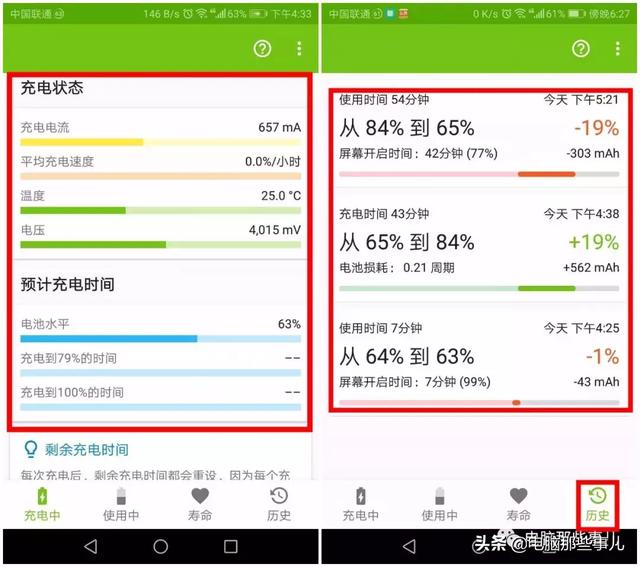 中国联通
146 B/s
63%
下午4:33
充电状态
充电电流
657 mA
平均充电速度
0.0%/小时
温度
25.0 °C
电压
4,015 mV
预计充电时间
电池水平
63%
充电到79%的时间
--
充电到100%的时间
--
剩余充电时间
每次充电后，剩余充电时间都会重设，因为每个充
充电中
使用中
寿命
历史
中国联通
0 K/s
61%
傍晚6:27
使用时间 54分钟
今天 下午5:21
从 84% 到 65%
-19%
屏幕开启时间：42分钟 (77%)
-303 mAh
充电时间 43分钟
今天 下午4:38
从 65% 到 84%
+19%
电池损耗：0.21 周期
+562 mAh
使用时间 7分钟
今天 下午4:25
从 64% 到 63%
-1%
屏幕开启时间：7分钟 (99%)
-43 mAh
充电中
使用中
寿命
历史
电脑那些事儿
头条@电脑那些事儿